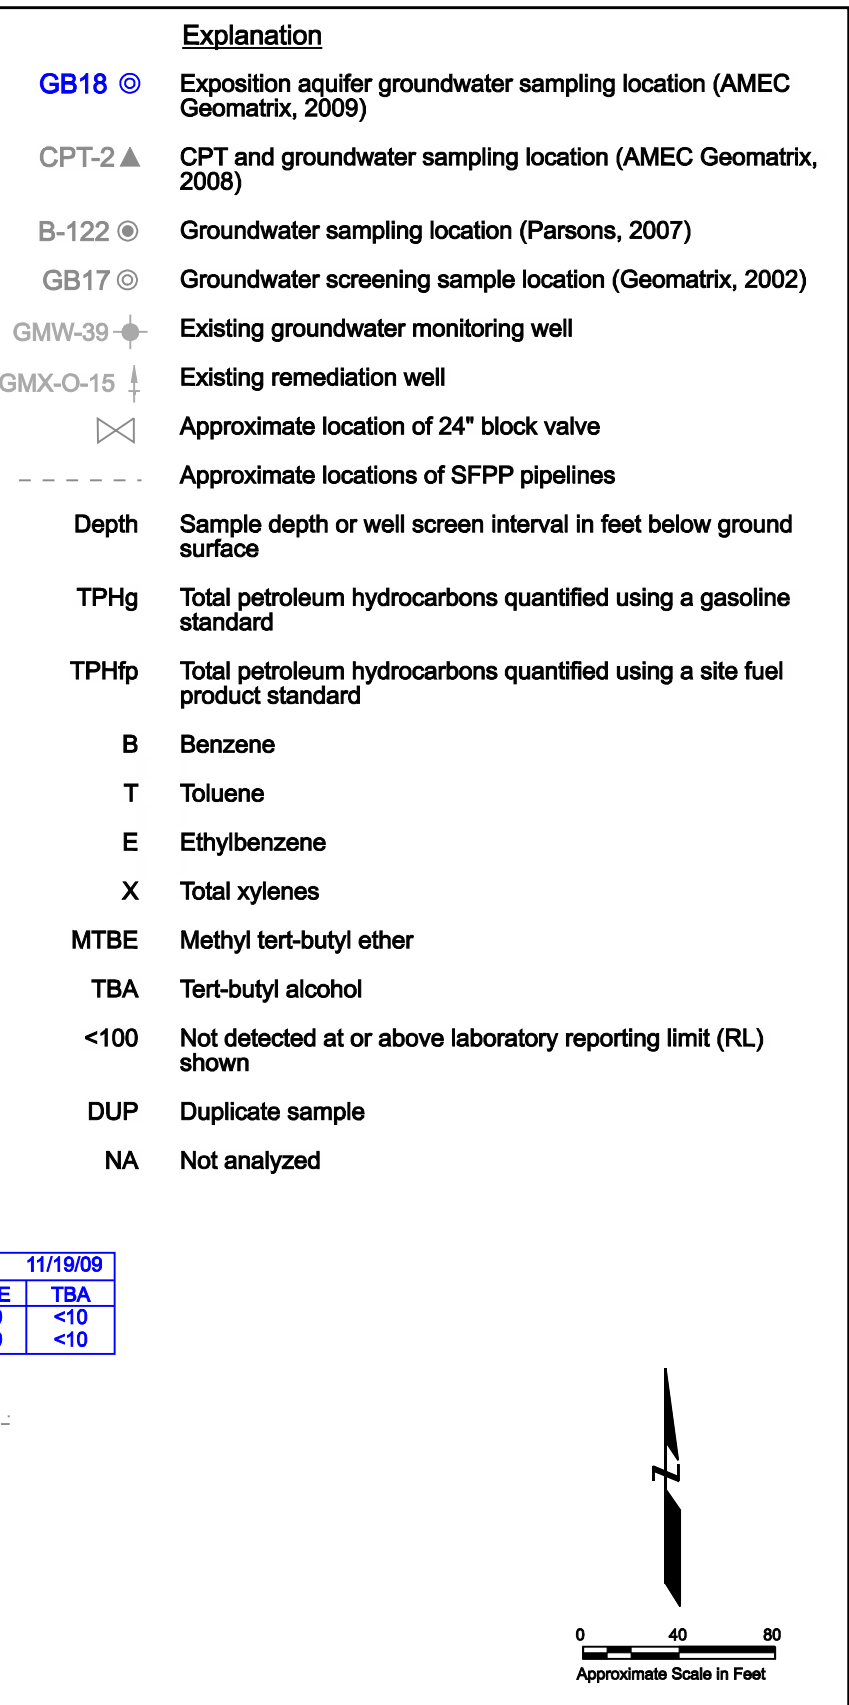 Explanation
GB18 Exposition aquifer groundwater sampling location (AMEC
Geomatrix, 2009)
CPT-2 CPT and groundwater sampling location (AMEC Geomatrix,
2008)
B-122 Groundwater sampling location (Parsons, 2007)
GB17 Groundwater screening sample location (Geomatrix, 2002)
GMW-39 Existing groundwater monitoring well
GMX-O-15 Existing remediation well
Approximate location of 24" block valve
Approximate locations of SFPP pipelines
Depth Sample depth or well screen interval in feet below ground
surface
TPHg Total petroleum hydrocarbons quantified using a gasoline
standard
TPHfp Total petroleum hydrocarbons quantified using a site fuel
product standard
B Benzene
T Toluene
E Ethylbenzene
X Total xylenes
MTBE Methyl tert-butyl ether
TBA Tert-butyl alcohol
<100 Not detected at or above laboratory reporting limit (RL)
shown
DUP Duplicate sample
NA Not analyzed
11/19/09
E TBA
<10
<10
Z
0 40 80
Approximate Scale in Feet